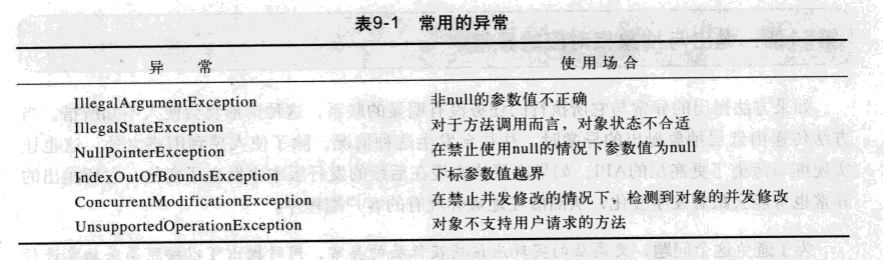 表9-1 常用的异常
异 常 使用场合
IllegalArgumentException 非null的参数值不正确
IllegalStateException 对于方法调用而言，对象状态不合适
NullPointerException 在禁止使用null的情况下参数值为null
IndexOutOfBoundsException 下标参数值越界
ConcurrentModificationException 在禁止并发修改的情况下，检测到对象的并发修改
UnsupportedOperationException 对象不支持用户请求的方法